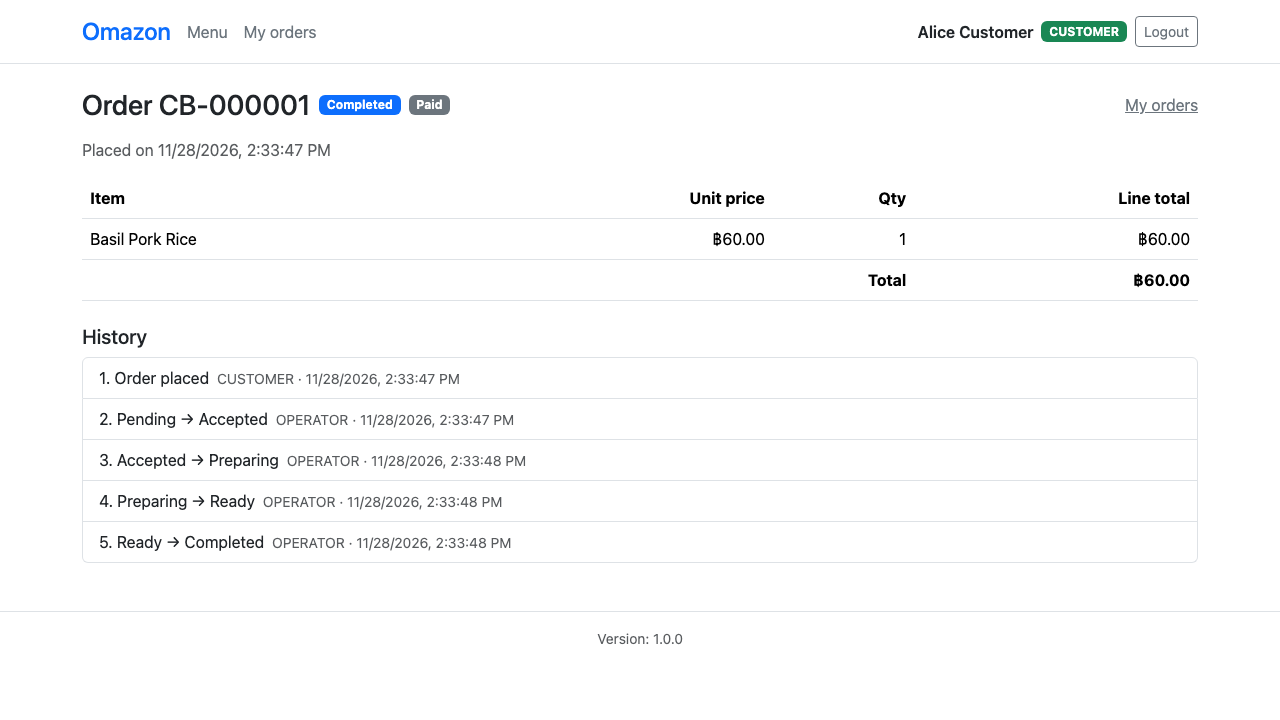 Omazon Menu My orders Alice Customer CUSTOMER Logout
Order CB-000001 Completed Paid My orders
Placed on 11/28/2026, 2:33:47 PM
Item Unit price Qty Line total
Basil Pork Rice ฿60.00 1 ฿60.00
Total ฿60.00
History
1. Order placed CUSTOMER · 11/28/2026, 2:33:47 PM
2. Pending → Accepted OPERATOR · 11/28/2026, 2:33:47 PM
3. Accepted → Preparing OPERATOR · 11/28/2026, 2:33:48 PM
4. Preparing → Ready OPERATOR · 11/28/2026, 2:33:48 PM
5. Ready → Completed OPERATOR · 11/28/2026, 2:33:48 PM
Version: 1.0.0